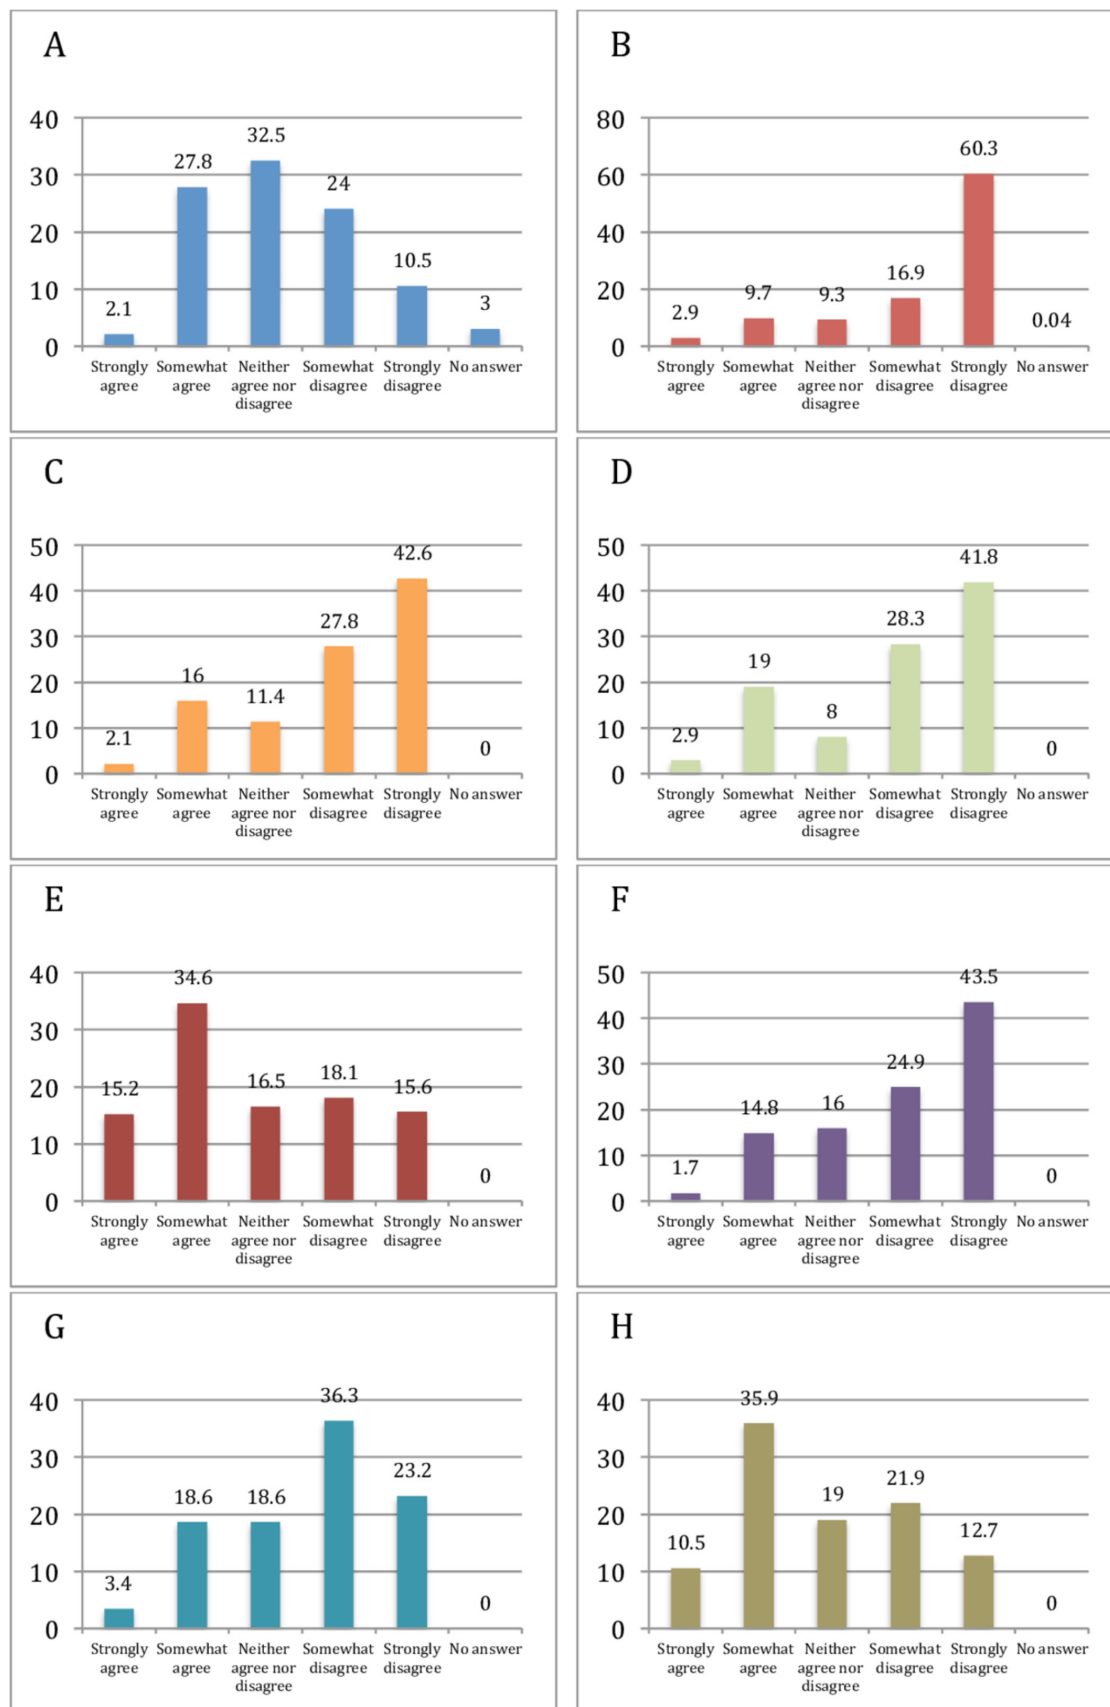 A
40
30
20
10
0
2.1
27.8
32.5
24
10.5
3
Strongly agree
Somewhat agree
Neither agree nor disagree
Somewhat disagree
Strongly disagree
No answer
B
80
60
40
20
0
2.9
9.7
9.3
16.9
60.3
0.04
Strongly agree
Somewhat agree
Neither agree nor disagree
Somewhat disagree
Strongly disagree
No answer
C
50
40
30
20
10
0
2.1
16
11.4
27.8
42.6
0
Strongly agree
Somewhat agree
Neither agree nor disagree
Somewhat disagree
Strongly disagree
No answer
D
50
40
30
20
10
0
2.9
19
8
28.3
41.8
0
Strongly agree
Somewhat agree
Neither agree nor disagree
Somewhat disagree
Strongly disagree
No answer
E
40
30
20
10
0
15.2
34.6
16.5
18.1
15.6
0
Strongly agree
Somewhat agree
Neither agree nor disagree
Somewhat disagree
Strongly disagree
No answer
F
50
40
30
20
10
0
1.7
14.8
16
24.9
43.5
0
Strongly agree
Somewhat agree
Neither agree nor disagree
Somewhat disagree
Strongly disagree
No answer
G
40
30
20
10
0
3.4
18.6
18.6
36.3
23.2
0
Strongly agree
Somewhat agree
Neither agree nor disagree
Somewhat disagree
Strongly disagree
No answer
H
40
30
20
10
0
10.5
35.9
19
21.9
12.7
0
Strongly agree
Somewhat agree
Neither agree nor disagree
Somewhat disagree
Strongly disagree
No answer